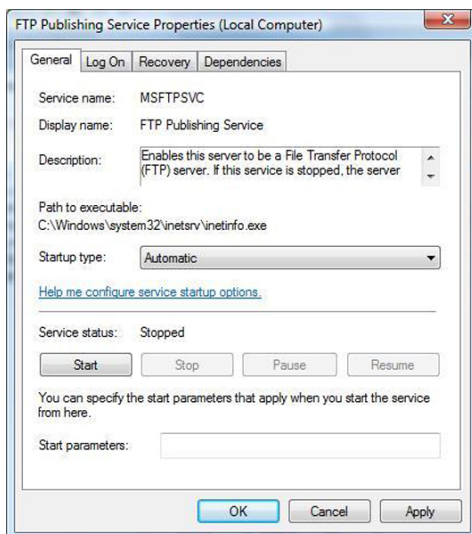 FTP Publishing Service Properties (Local Computer)
General Log On Recovery Dependencies
Service name: MSFTPSVC
Display name: FTP Publishing Service
Description: Enables this server to be a File Transfer Protocol
(FTP) server. If this service is stopped, the server
Path to executable:
C:\Windows\system32\inetsrv\inetinfo.exe
Startup type: Automatic
Help me configure service startup options.
Service status: Stopped
Start Stop Pause Resume
You can specify the start parameters that apply when you start the service
from here.
Start parameters:
OK Cancel Apply